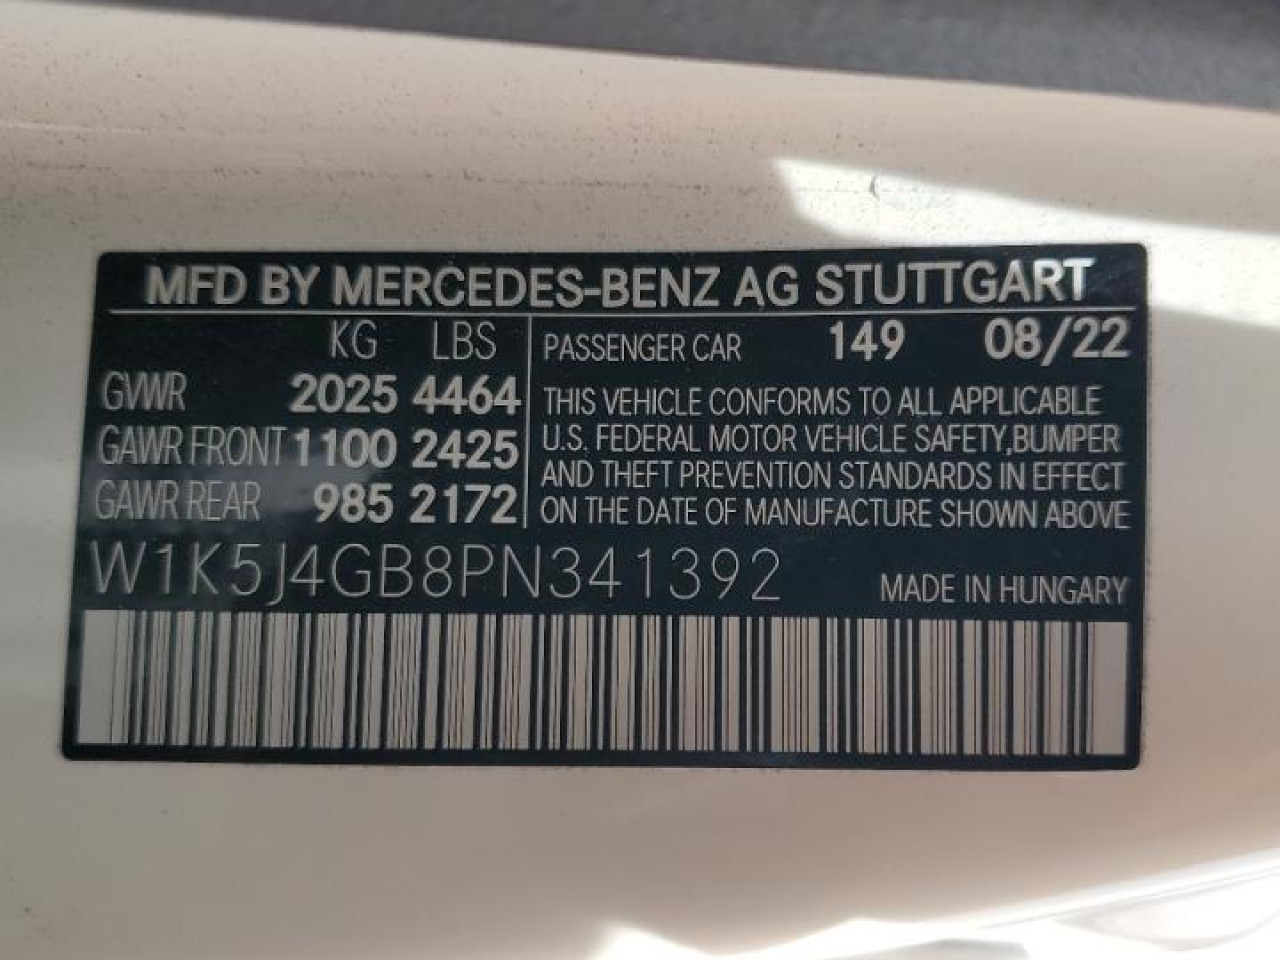 MFD BY MERCEDES-BENZ AG STUTTGART
KG LBS
GVWR 2025 4464
GAWR FRONT 1100 2425
GAWR REAR 985 2172
PASSENGER CAR 149 08/22
THIS VEHICLE CONFORMS TO ALL APPLICABLE
U.S. FEDERAL MOTOR VEHICLE SAFETY,BUMPER
AND THEFT PREVENTION STANDARDS IN EFFECT
ON THE DATE OF MANUFACTURE SHOWN ABOVE
W1K5J4GB8PN341392
MADE IN HUNGARY